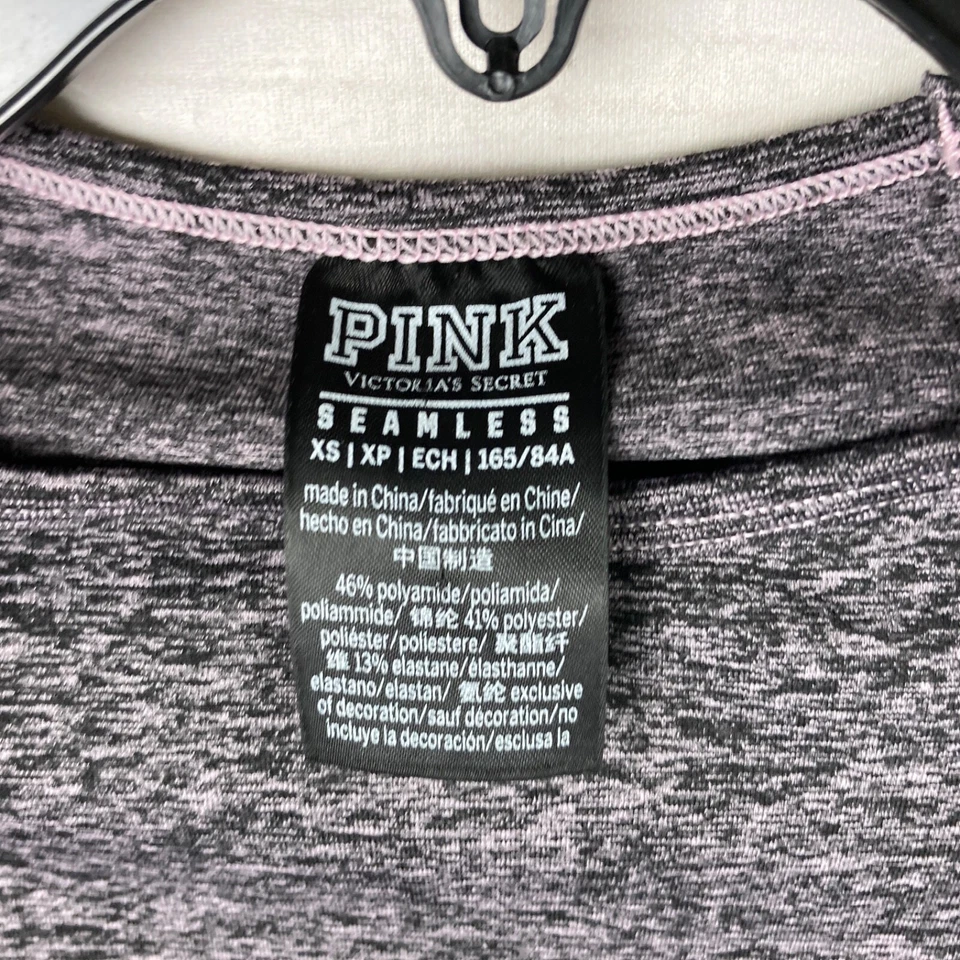 PINK
VICTORIA'S SECRET
SEAMLESS
XS | XP | ECH | 165/84A
made in China/fabriqué en Chine/
hecho en China/fabbricato in Cina/
中国制造
46% polyamide/poliamida/
poliammide/ 锦纶 41% polyester/
poliéster/poliestere/ 聚酯纤
维 13% elastane/élasthanne/
elastano/elastan/ 氨纶 exclusive
of decoration/sauf décoration/no
incluye la decoración/esclusa la